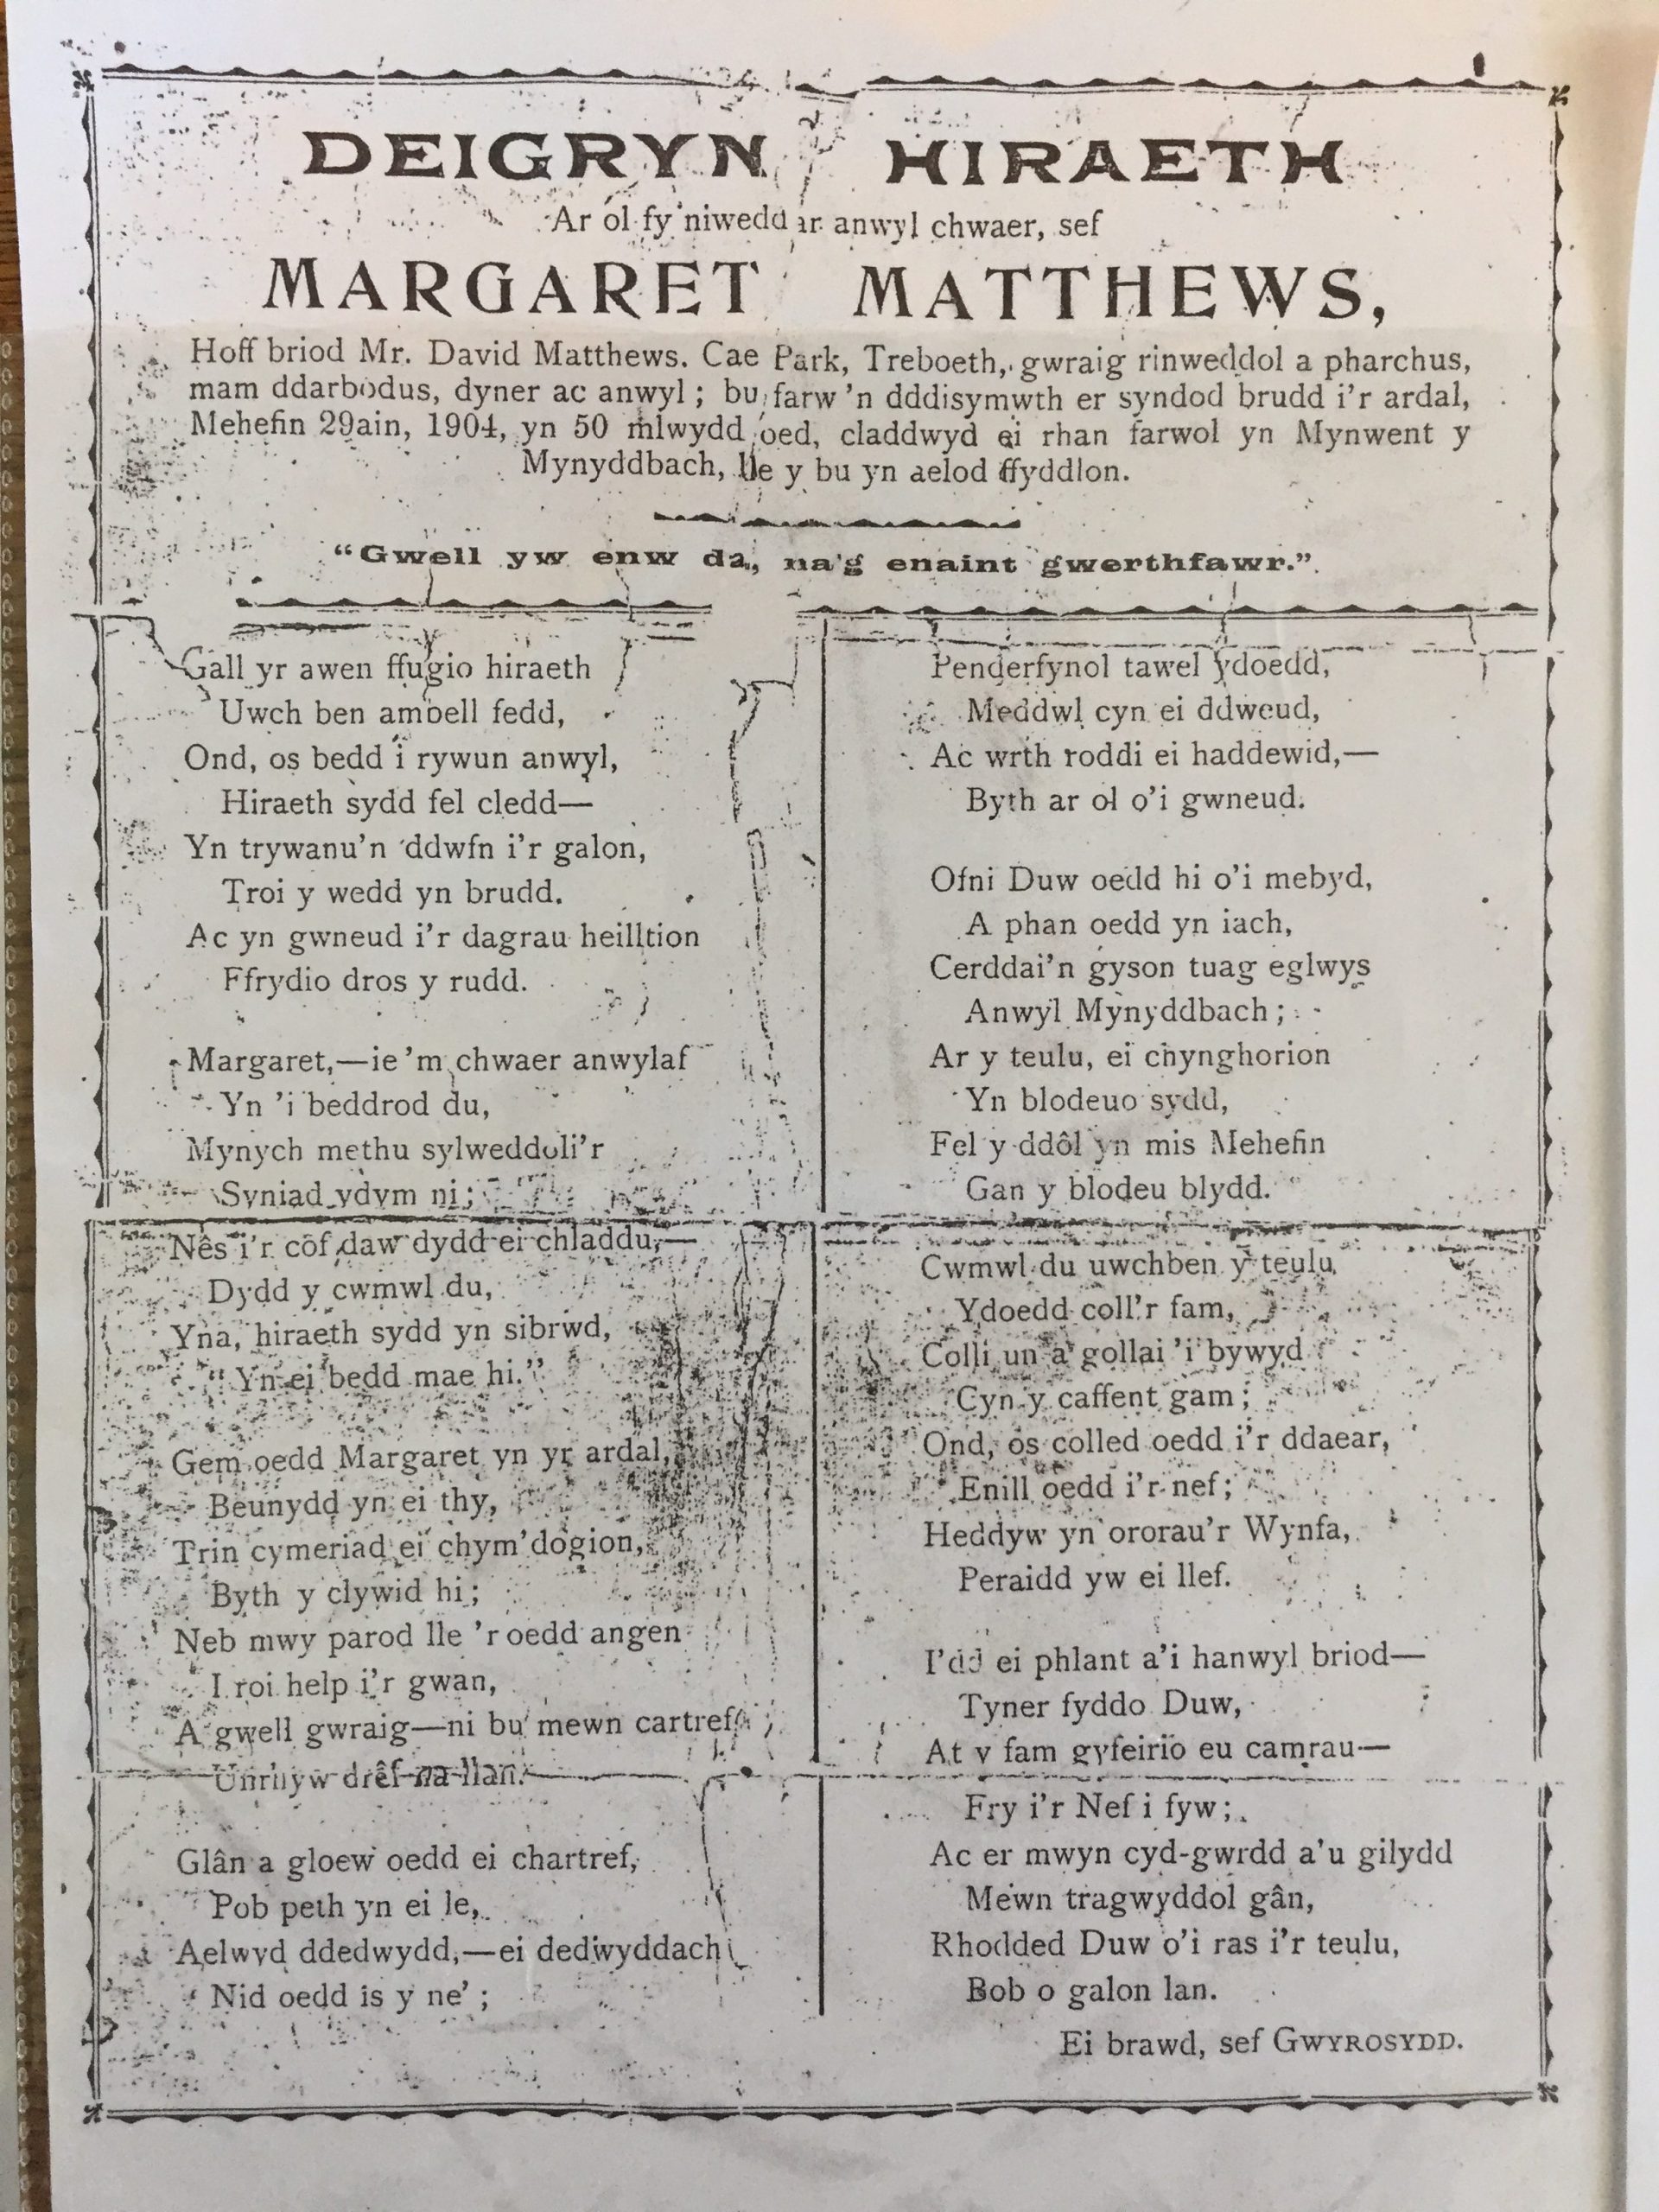 DEIGRYN HIRAETH
Ar ol fy niwedd ar anwyl chwaer, sef
MARGARET MATTHEWS,
Hoff briod Mr. David Matthews. Cae Park, Treboeth, gwraig rinweddol a pharchus,
mam ddarbodus, dyner ac anwyl; bu farw 'n dddisymwth er syndod brudd i'r ardal,
Mehefin 29ain, 1904, yn 50 mlwydd oed, claddwyd ei rhan farwol yn Mynwent y
Mynyddbach, lle y bu yn aelod ffyddlon.
"Gwell yw enw da, na'g enaint gwerthfawr."
Gall yr awen ffugio hiraeth
Uwch ben ambell fedd,
Ond, os bedd i rywun anwyl,
Hiraeth sydd fel cledd—
Yn trywanu'n ddwfn i'r galon,
Troi y wedd yn brudd.
Ac yn gwneud i'r dagrau heilltion
Ffrydio dros y rudd.
Margaret,—ie 'm chwaer anwylaf
Yn 'i beddrod du,
Mynych methu sylweddoli'r
Syniad ydym ni;
Nês i'r cof daw dydd ei chladdu,—
Dydd y cwmwl du,
Yna, hiraeth sydd yn sibrwd,
"Yn ei bedd mae hi."
Gem oedd Margaret yn yr ardal,
Beunydd yn ei thy,
Trin cymeriad ei chym'dogion,
Byth y clywid hi;
Neb mwy parod lle 'r oedd angen
I roi help i'r gwan,
A gwell gwraig—ni bu mewn cartref
Unrhyw drêf na llan.
Glân a gloew oedd ei chartref,
Pob peth yn ei le,
Aelwyd ddedwydd,—ei dedwyddach
Nid oedd is y ne';
Penderfynol tawel ydoedd,
Meddwl cyn ei ddweud,
Ac wrth roddi ei haddewid,—
Byth ar ol o'i gwneud.
Ofni Duw oedd hi o'i mebyd,
A phan oedd yn iach,
Cerddai'n gyson tuag eglwys
Anwyl Mynyddbach;
Ar y teulu, ei chynghorion
Yn blodeuo sydd,
Fel y ddôl yn mis Mehefin
Gan y blodeu blydd.
Cwmwl du uwchben y teulu
Ydoedd coll'r fam,
Colli un a gollai 'i bywyd
Cyn y caffent gam;
Ond, os colled oedd i'r ddaear,
Enill oedd i'r nef;
Heddyw yn ororau'r Wynfa,
Peraidd yw ei llef.
I'dd ei phlant a'i hanwyl briod—
Tyner fyddo Duw,
At y fam gyfeirio eu camrau—
Fry i'r Nef i fyw;
Ac er mwyn cyd-gwrdd a'u gilydd
Mewn tragwyddol gân,
Rhodded Duw o'i ras i'r teulu,
Bob o galon lan.
Ei brawd, sef GWYROSYDD.